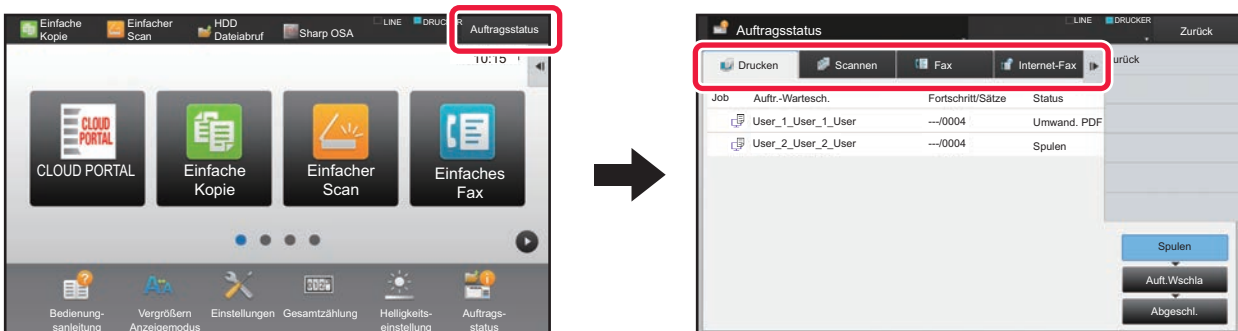 Einfache
Kopie
Einfacher
Scan
HDD
Dateiabruf
Sharp OSA
LINE
DRUCKER
Auftragsstatus
10:15
CLOUD
PORTAL
CLOUD PORTAL
Einfache
Kopie
Einfacher
Scan
Einfaches
Fax
Bedienung-
sanleitung
Vergrößern
Anzeigemodus
Einstellungen
Gesamtzählung
Helligkeits-
einstellung
Auftrags-
status
Auftragsstatus
LINE
DRUCKER
Zurück
Drucken
Scannen
Fax
Internet-Fax
urück
Job Auftr.-Wartesch. Fortschritt/Sätze Status
User_1_User_1_User ---/0004 Umwand. PDF
User_2_User_2_User ---/0004 Spulen
Spulen
Auft.Wschla
Abgeschl.